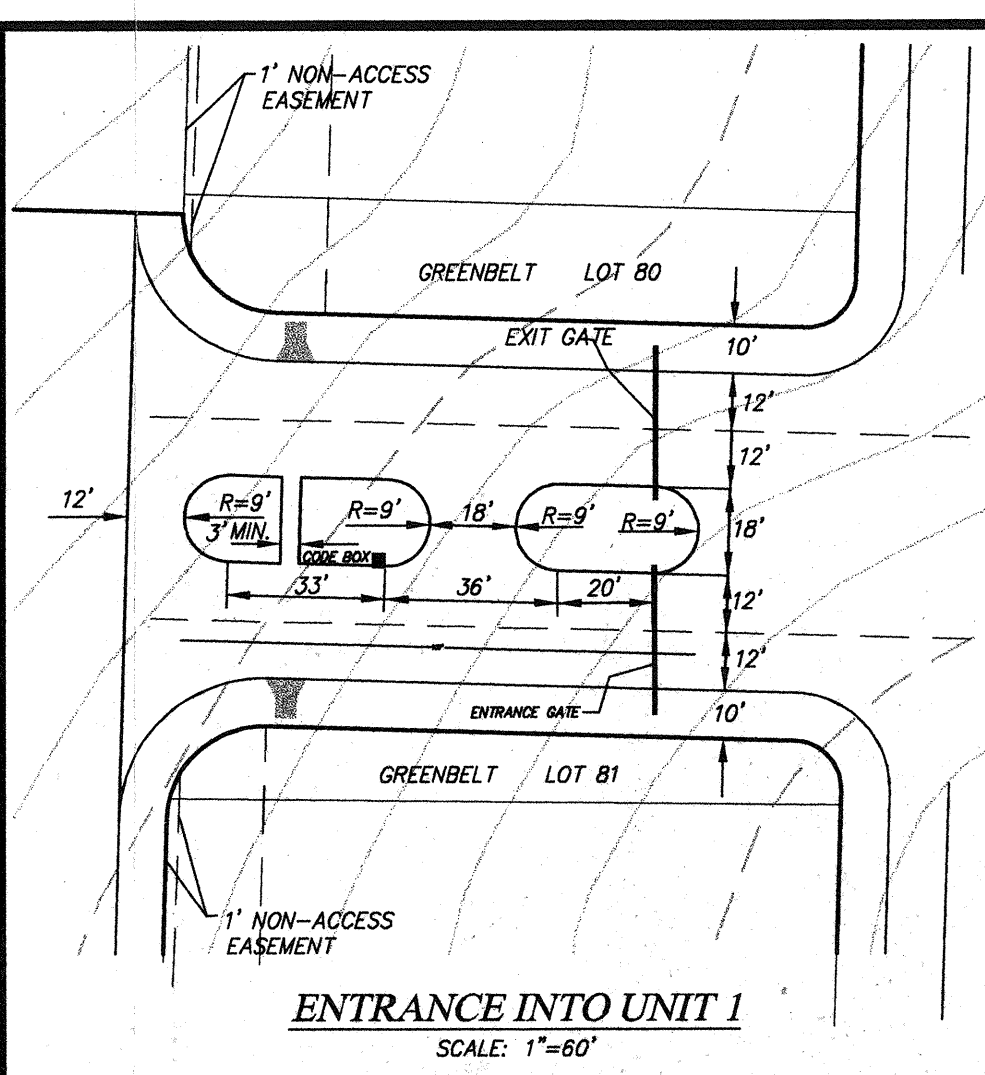 1' NON-ACCESS
EASEMENT
GREENBELT LOT 80
EXIT GATE
10'
12'
12'
12'
R=9'
3' MIN.
R=9'
CODE BOX
18'
R=9'
R=9'
18'
33'
36'
20'
12'
12'
ENTRANCE GATE
10'
GREENBELT LOT 81
1' NON-ACCESS
EASEMENT
ENTRANCE INTO UNIT 1
SCALE: 1"=60'